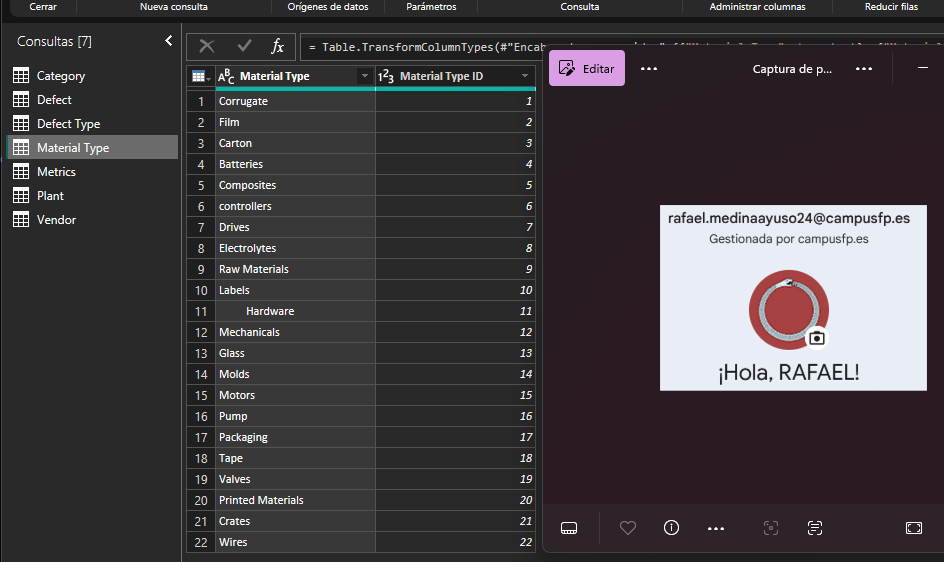 Cerrar Nueva consulta Orígenes de datos Parámetros Consulta Administrar columnas Reducir filas
Consultas [7]
Category
Defect
Defect Type
Material Type
Metrics
Plant
Vendor
fx = Table.TransformColumnTypes(#"Encab
ABC Material Type 123 Material Type ID
1 Corrugate 1
2 Film 2
3 Carton 3
4 Batteries 4
5 Composites 5
6 controllers 6
7 Drives 7
8 Electrolytes 8
9 Raw Materials 9
10 Labels 10
11 Hardware 11
12 Mechanicals 12
13 Glass 13
14 Molds 14
15 Motors 15
16 Pump 16
17 Packaging 17
18 Tape 18
19 Valves 19
20 Printed Materials 20
21 Crates 21
22 Wires 22
Editar ••• Captura de p... •••
rafael.medinaayuso24@campusfp.es
Gestionada por campusfp.es
¡Hola, RAFAEL!